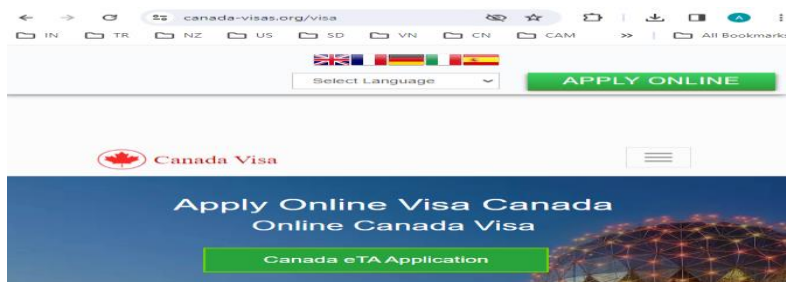 canada-visas.org/visa
IN TR NZ US SD VN CN CAM » All Bookmarks
Select Language APPLY ONLINE
Canada Visa
Apply Online Visa Canada
Online Canada Visa
Canada eTA Application